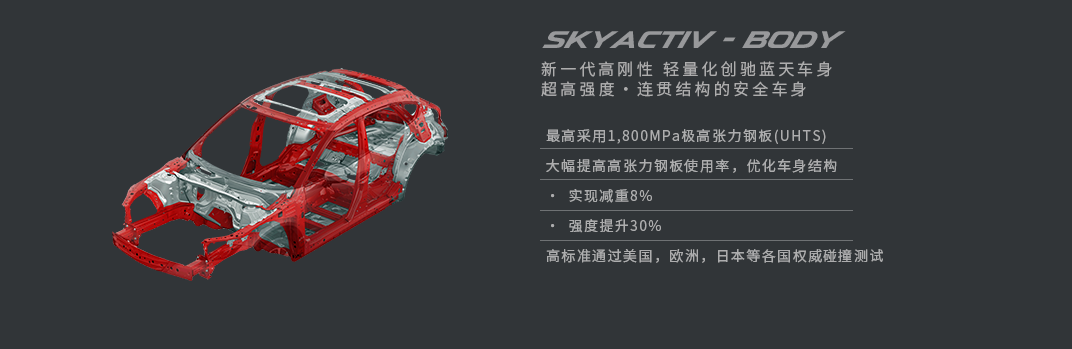 SKYACTIV - BODY
新一代高刚性 轻量化创驰蓝天车身
超高强度・连贯结构的安全车身
最高采用1,800MPa极高张力钢板(UHTS)
大幅提高高张力钢板使用率，优化车身结构
・ 实现减重8%
・ 强度提升30%
高标准通过美国，欧洲，日本等各国权威碰撞测试